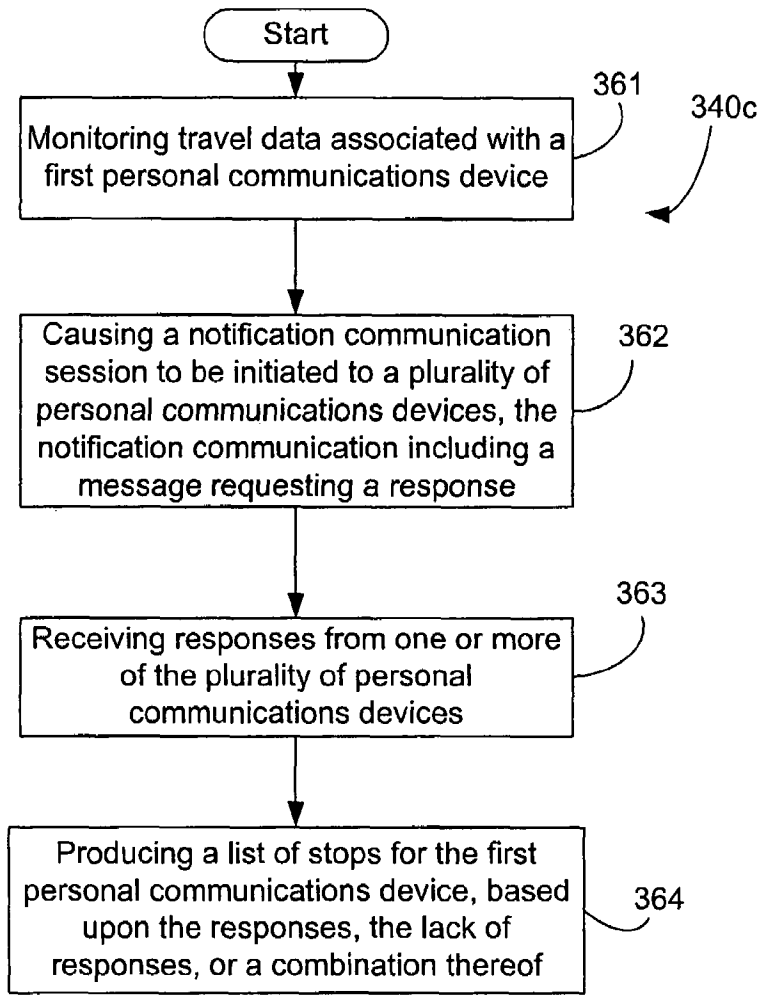 Start
361
340c
Monitoring travel data associated with a
first personal communications device
362
Causing a notification communication
session to be initiated to a plurality of
personal communications devices, the
notification communication including a
message requesting a response
363
Receiving responses from one or more
of the plurality of personal
communications devices
364
Producing a list of stops for the first
personal communications device, based
upon the responses, the lack of
responses, or a combination thereof